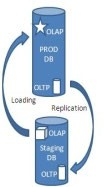 OLAP
PROD
DB
OLTP
Loading
Replication
OLAP
Staging
DB
OLTP